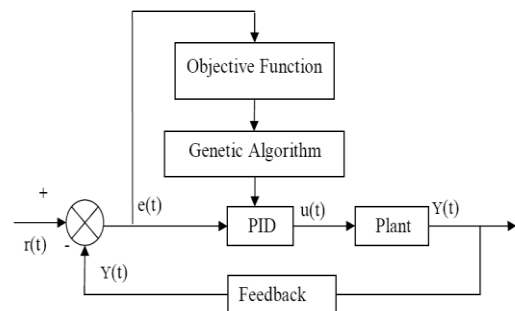 Objective Function
Genetic Algorithm
+
e(t)
PID
u(t)
Plant
Y(t)
r(t)
-
Y(t)
Feedback